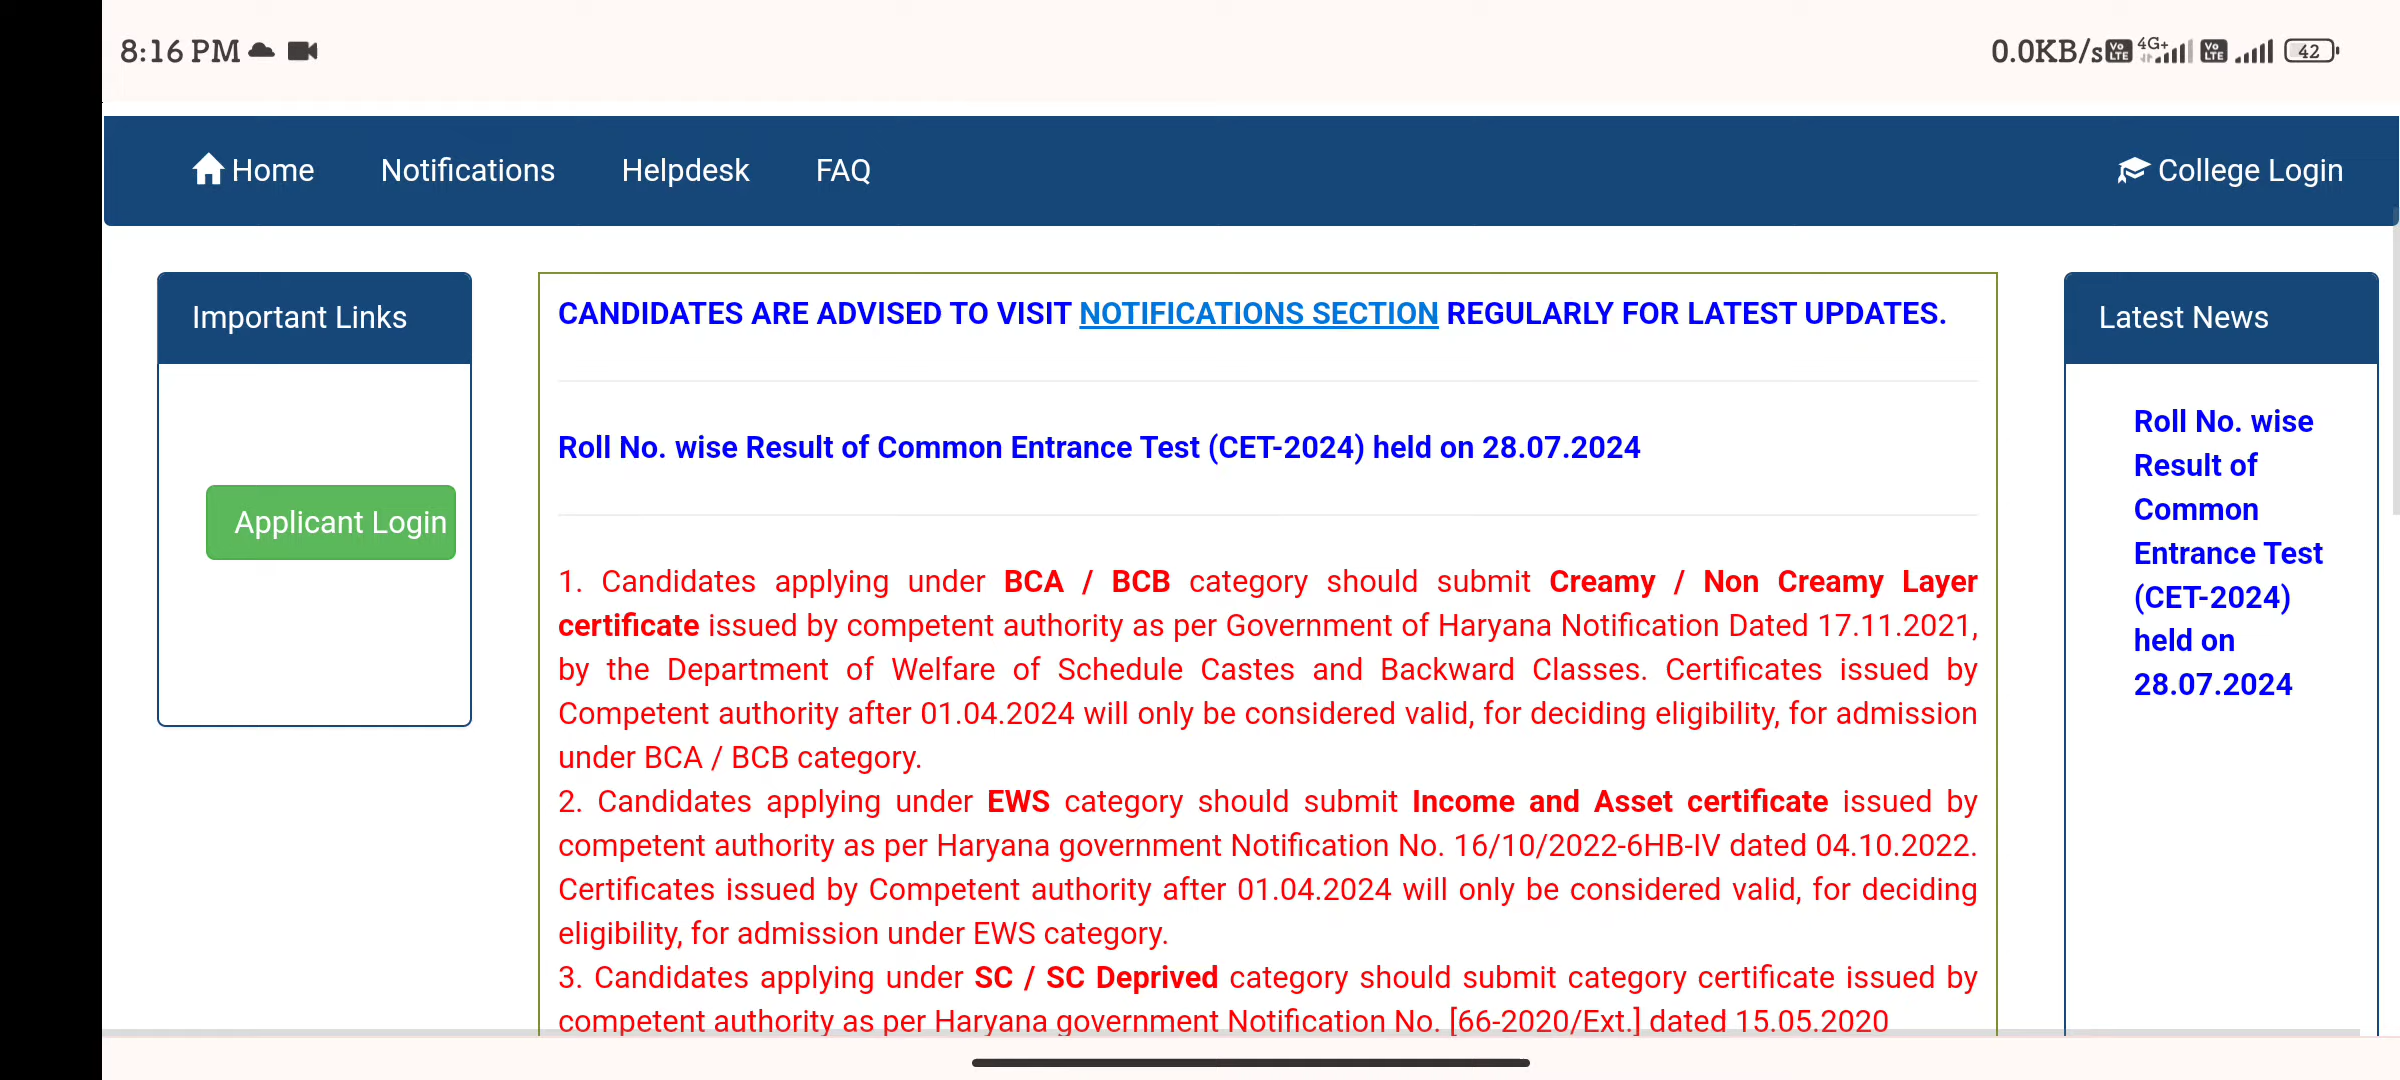 8:16 PM
0.0KB/s Vo LTE 4G+ Vo LTE 42
Home Notifications Helpdesk FAQ College Login
Important Links
Applicant Login
CANDIDATES ARE ADVISED TO VISIT NOTIFICATIONS SECTION REGULARLY FOR LATEST UPDATES.
Roll No. wise Result of Common Entrance Test (CET-2024) held on 28.07.2024
1. Candidates applying under BCA / BCB category should submit Creamy / Non Creamy Layer
certificate issued by competent authority as per Government of Haryana Notification Dated 17.11.2021,
by the Department of Welfare of Schedule Castes and Backward Classes. Certificates issued by
Competent authority after 01.04.2024 will only be considered valid, for deciding eligibility, for admission
under BCA / BCB category.
2. Candidates applying under EWS category should submit Income and Asset certificate issued by
competent authority as per Haryana government Notification No. 16/10/2022-6HB-IV dated 04.10.2022.
Certificates issued by Competent authority after 01.04.2024 will only be considered valid, for deciding
eligibility, for admission under EWS category.
3. Candidates applying under SC / SC Deprived category should submit category certificate issued by
competent authority as per Haryana government Notification No. [66-2020/Ext.] dated 15.05.2020
Latest News
Roll No. wise
Result of
Common
Entrance Test
(CET-2024)
held on
28.07.2024